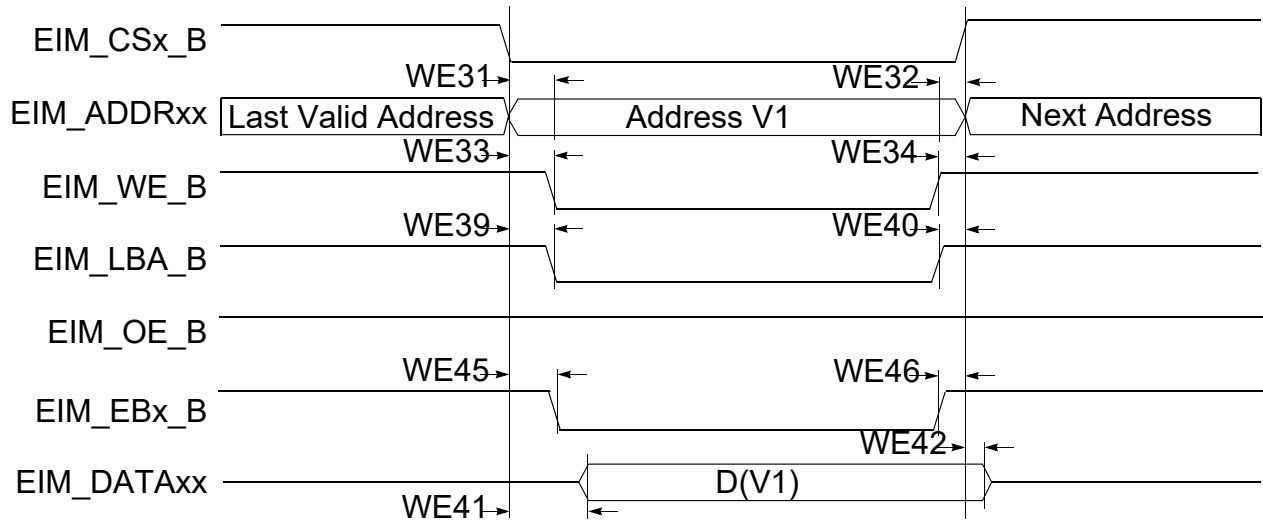 EIM_CSx_B
WE31
WE32
EIM_ADDRxx
Last Valid Address
Address V1
Next Address
WE33
WE34
EIM_WE_B
WE39
WE40
EIM_LBA_B
EIM_OE_B
WE45
WE46
EIM_EBx_B
WE42
EIM_DATAxx
D(V1)
WE41